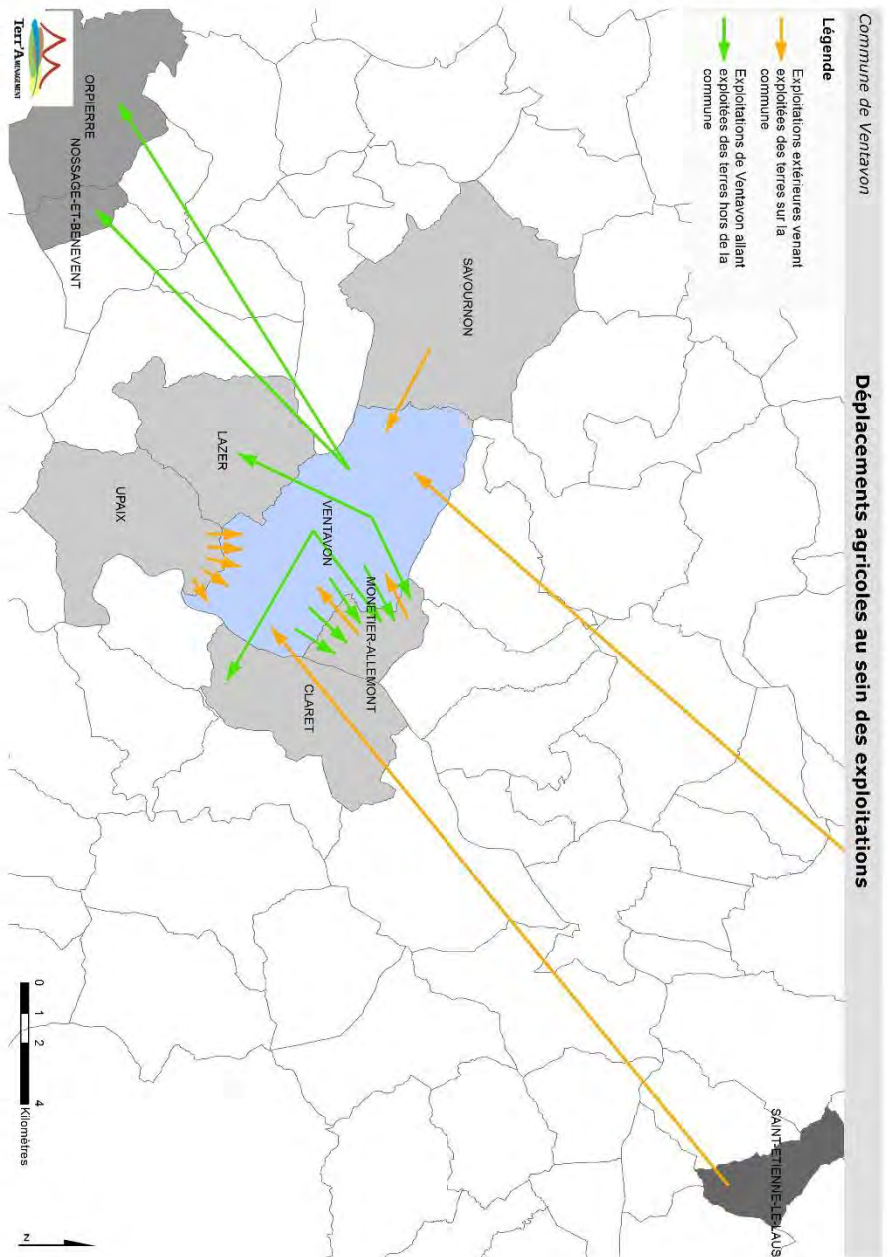 Commune de Ventavon
Déplacements agricoles au sein des exploitations
Légende
Exploitations extérieures venant
exploitées des terres sur la
commune
Exploitations de Ventavon allant
exploitées des terres hors de la
commune
SAINT-ETIENNE-LE-LAUS
SAVOURNON
MONETIER-ALLEMONT
VENTAVON
CLARET
LAZER
UPAIX
ORPIERRE
NOSSAGE-ET-BENEVENT
Terr'Aménagement
0 1 2 4
Kilomètres
N